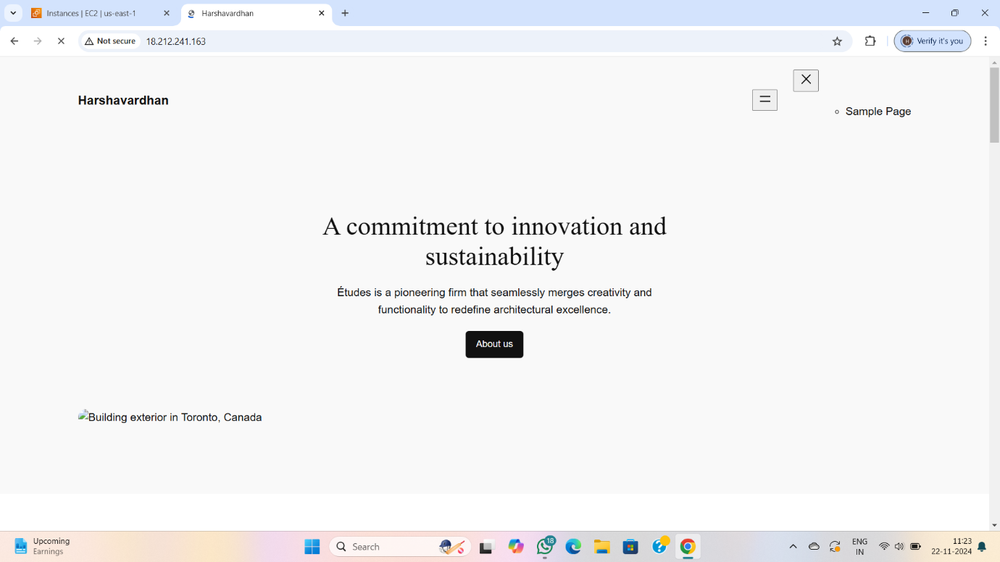 Instances | EC2 | us-east-1
Harshavardhan
Not secure
18.212.241.163
H
Verify it's you
Harshavardhan
Sample Page
A commitment to innovation and
sustainability
Études is a pioneering firm that seamlessly merges creativity and
functionality to redefine architectural excellence.
About us
Building exterior in Toronto, Canada
Upcoming
Earnings
Search
18
ENG
IN
11:23
22-11-2024